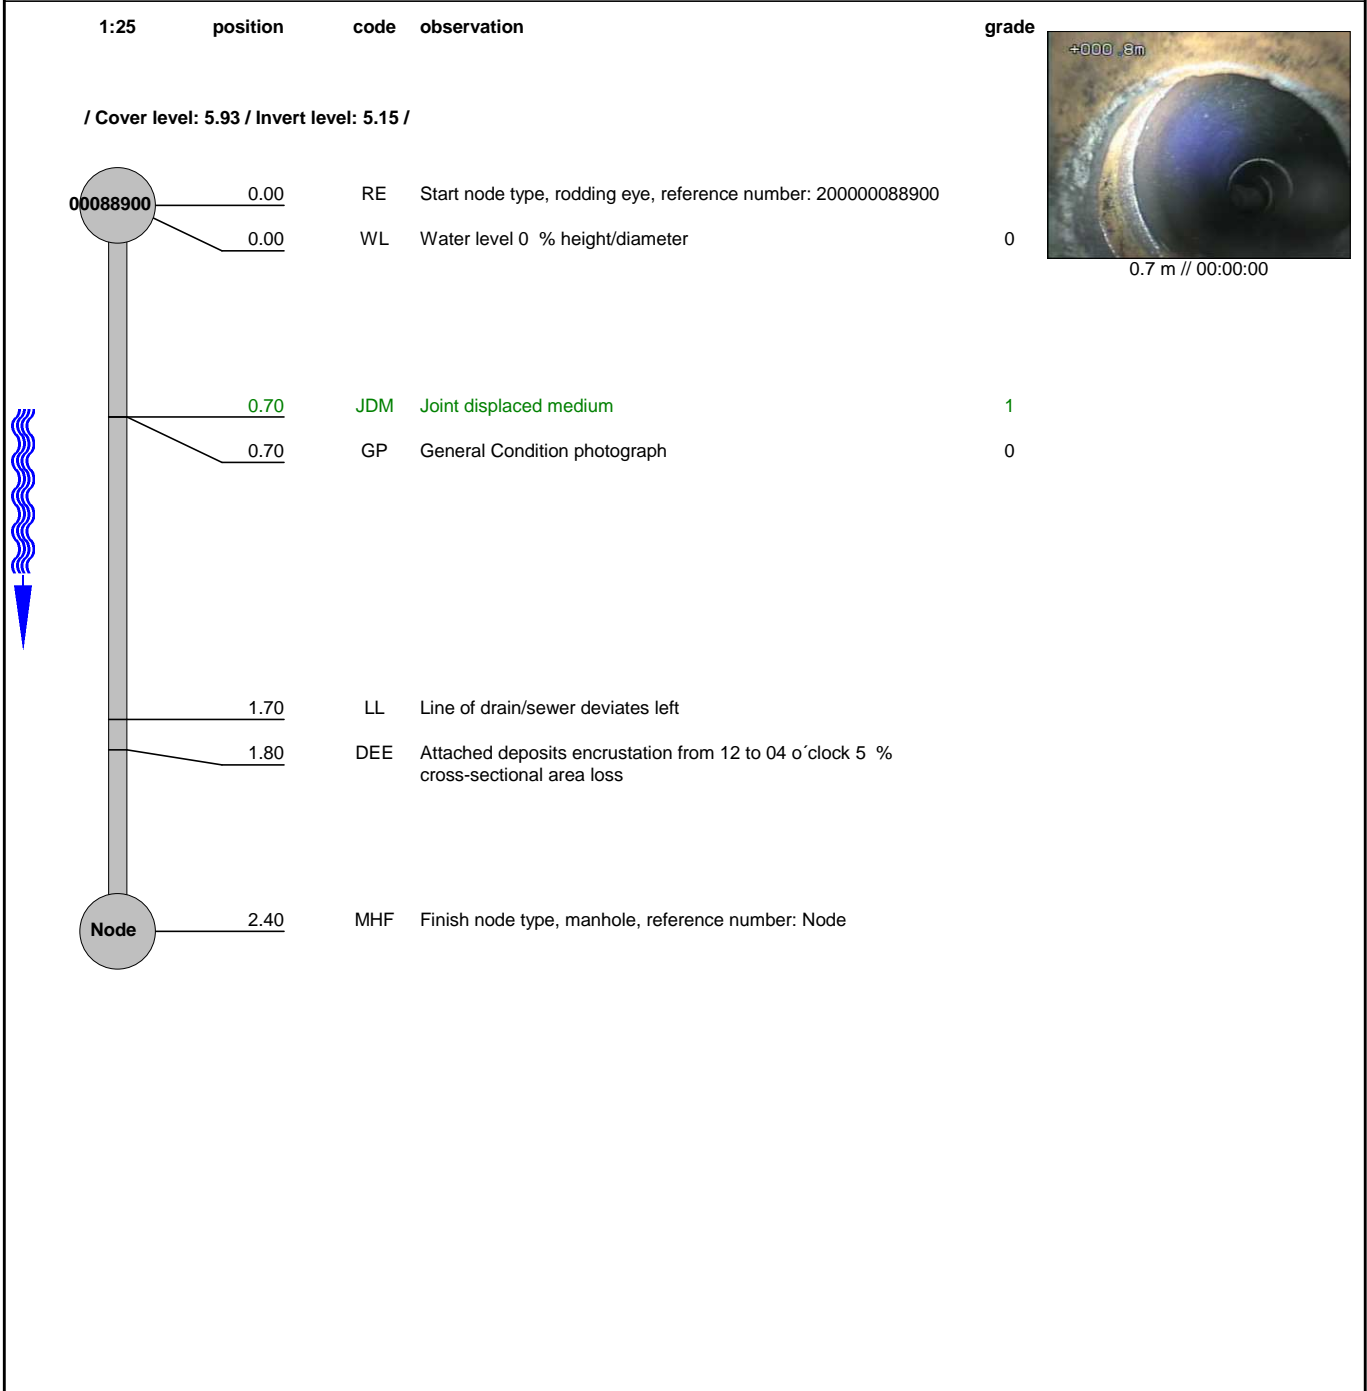 1:25 position code observation grade
+000.8m
/ Cover level: 5.93 / Invert level: 5.15 /
00088900 0.00 RE Start node type, rodding eye, reference number: 200000088900
0.00 WL Water level 0 % height/diameter 0
0.7 m // 00:00:00
0.70 JDM Joint displaced medium 1
0.70 GP General Condition photograph 0
1.70 LL Line of drain/sewer deviates left
1.80 DEE Attached deposits encrustation from 12 to 04 o´clock 5 %
cross-sectional area loss
Node 2.40 MHF Finish node type, manhole, reference number: Node